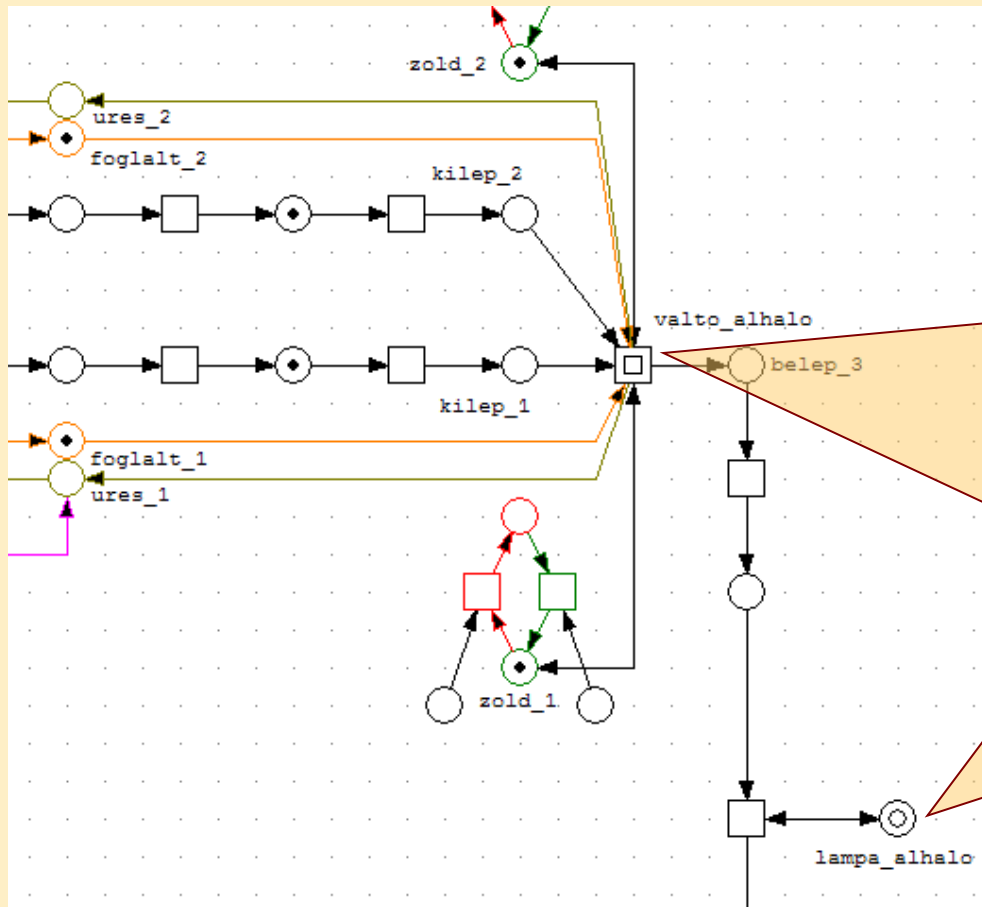 zold_2
ures_2
foglalt_2
kilep_2
valto_alhalo
belep_3
kilep_1
foglalt_1
ures_1
zold_1
lampa_alhalo